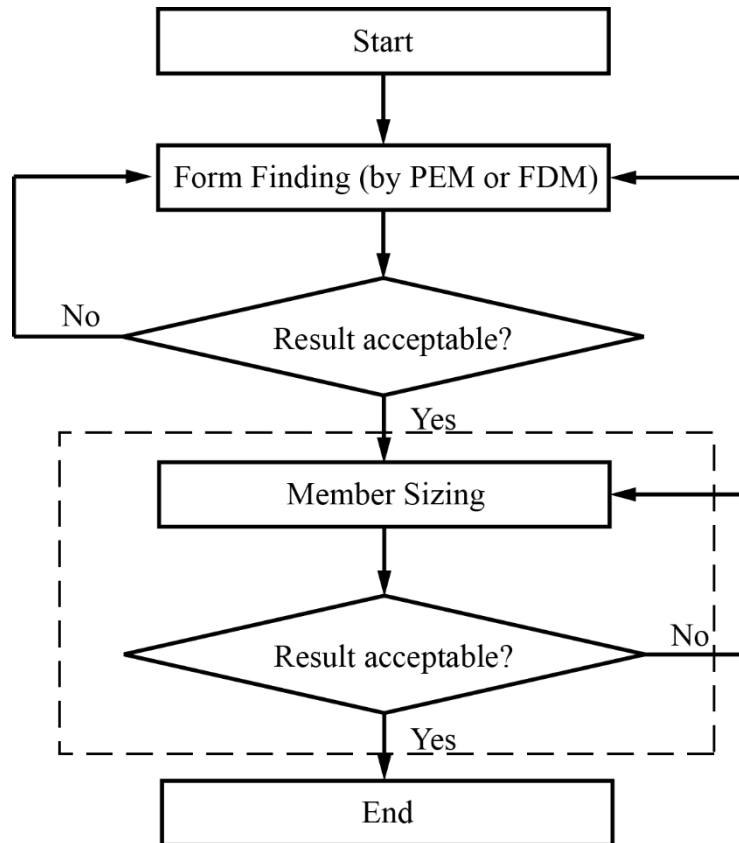 Start
Form Finding (by PEM or FDM)
No
Result acceptable?
Yes
Member Sizing
Result acceptable?
No
Yes
End